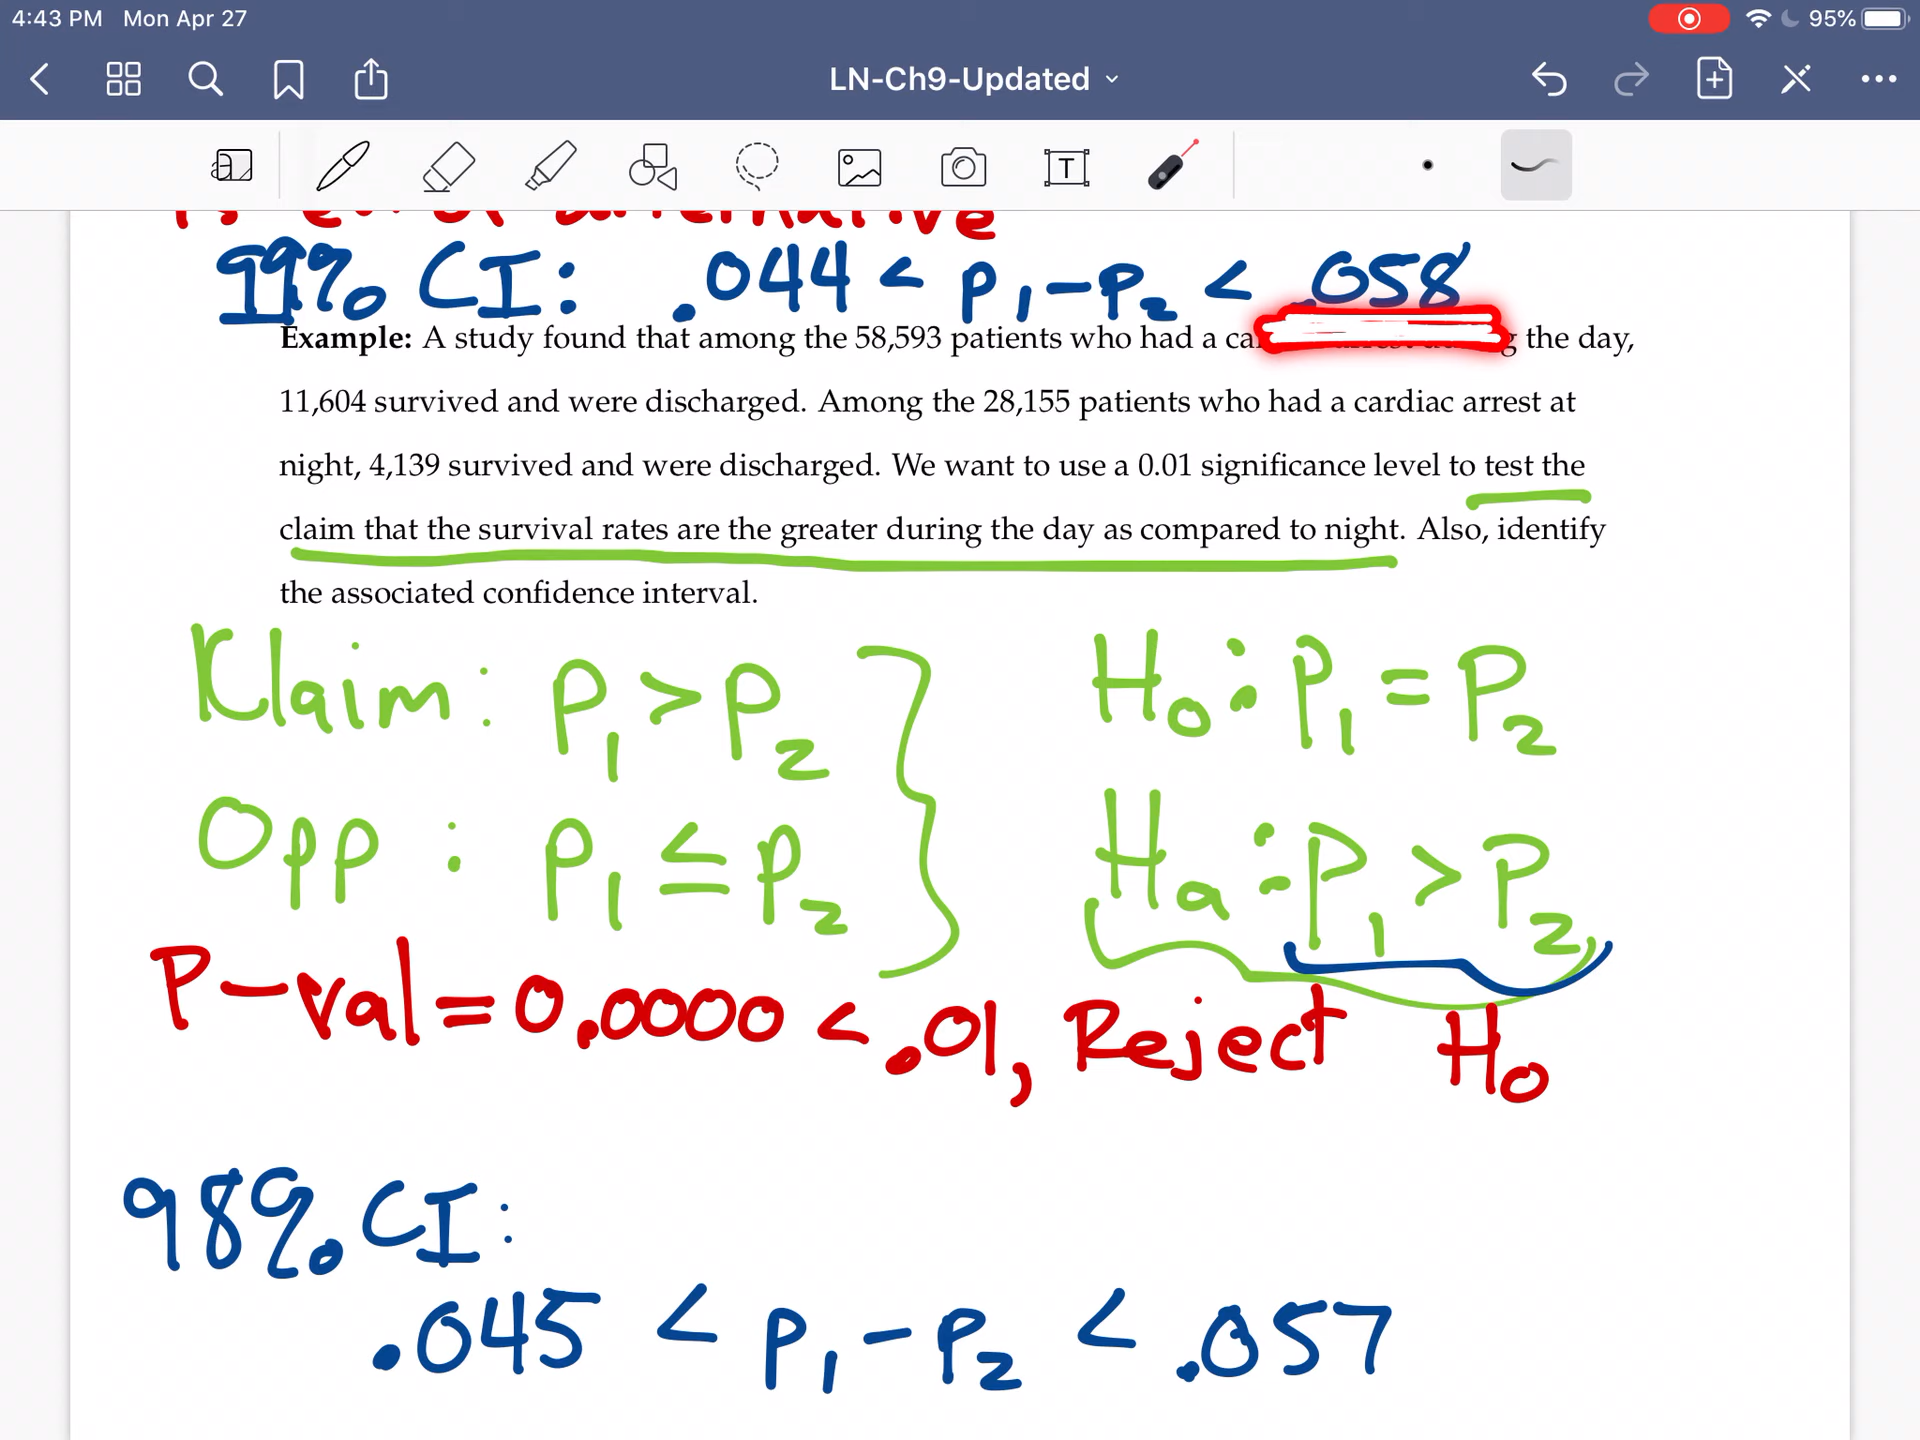 4:43 PM Mon Apr 27 95%
LN-Ch9-Updated
T
alternative
99% CI: .044 < p₁-p₂ < .058
Example: A study found that among the 58,593 patients who had a the day,
11,604 survived and were discharged. Among the 28,155 patients who had a cardiac arrest at
night, 4,139 survived and were discharged. We want to use a 0.01 significance level to test the
claim that the survival rates are the greater during the day as compared to night. Also, identify
the associated confidence interval.
Klaim: P₁ > P₂
H₀: P₁ = P₂
Opp : P₁ ≤ P₂
Ha: P₁ > P₂
P-val = 0.0000 < .01, Reject H₀
98% CI:
.045 < p₁-p₂ < .057